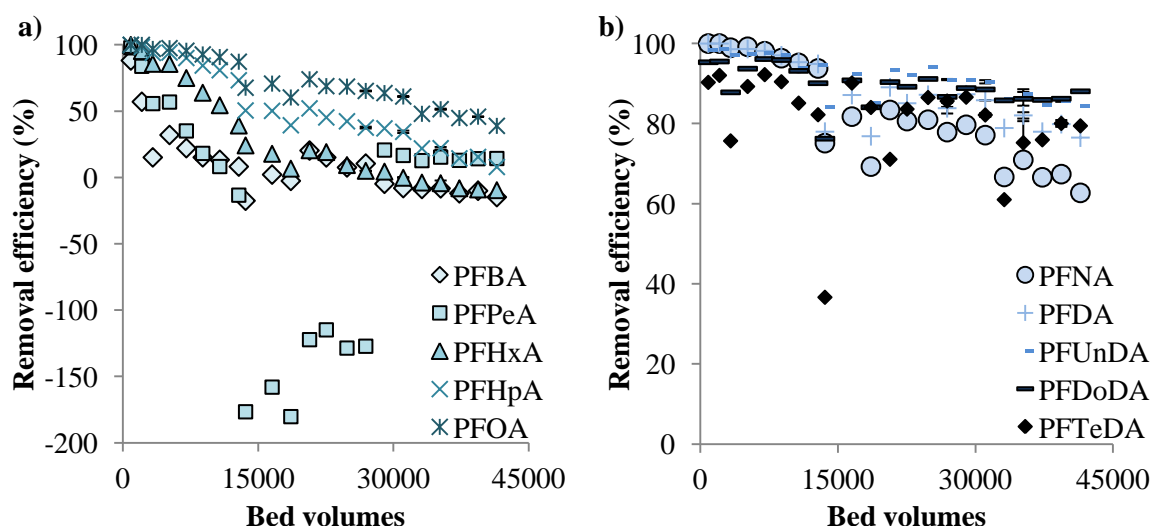 a)
Removal efficiency (%)
100
50
0
-50
-100
-150
-200
0
15000
30000
45000
Bed volumes
PFBA
PFPeA
PFHxA
PFHpA
PFOA
b)
Removal efficiency (%)
100
80
60
40
20
0
0
15000
30000
45000
Bed volumes
PFNA
PFDA
PFUnDA
PFDoDA
PFTeDA